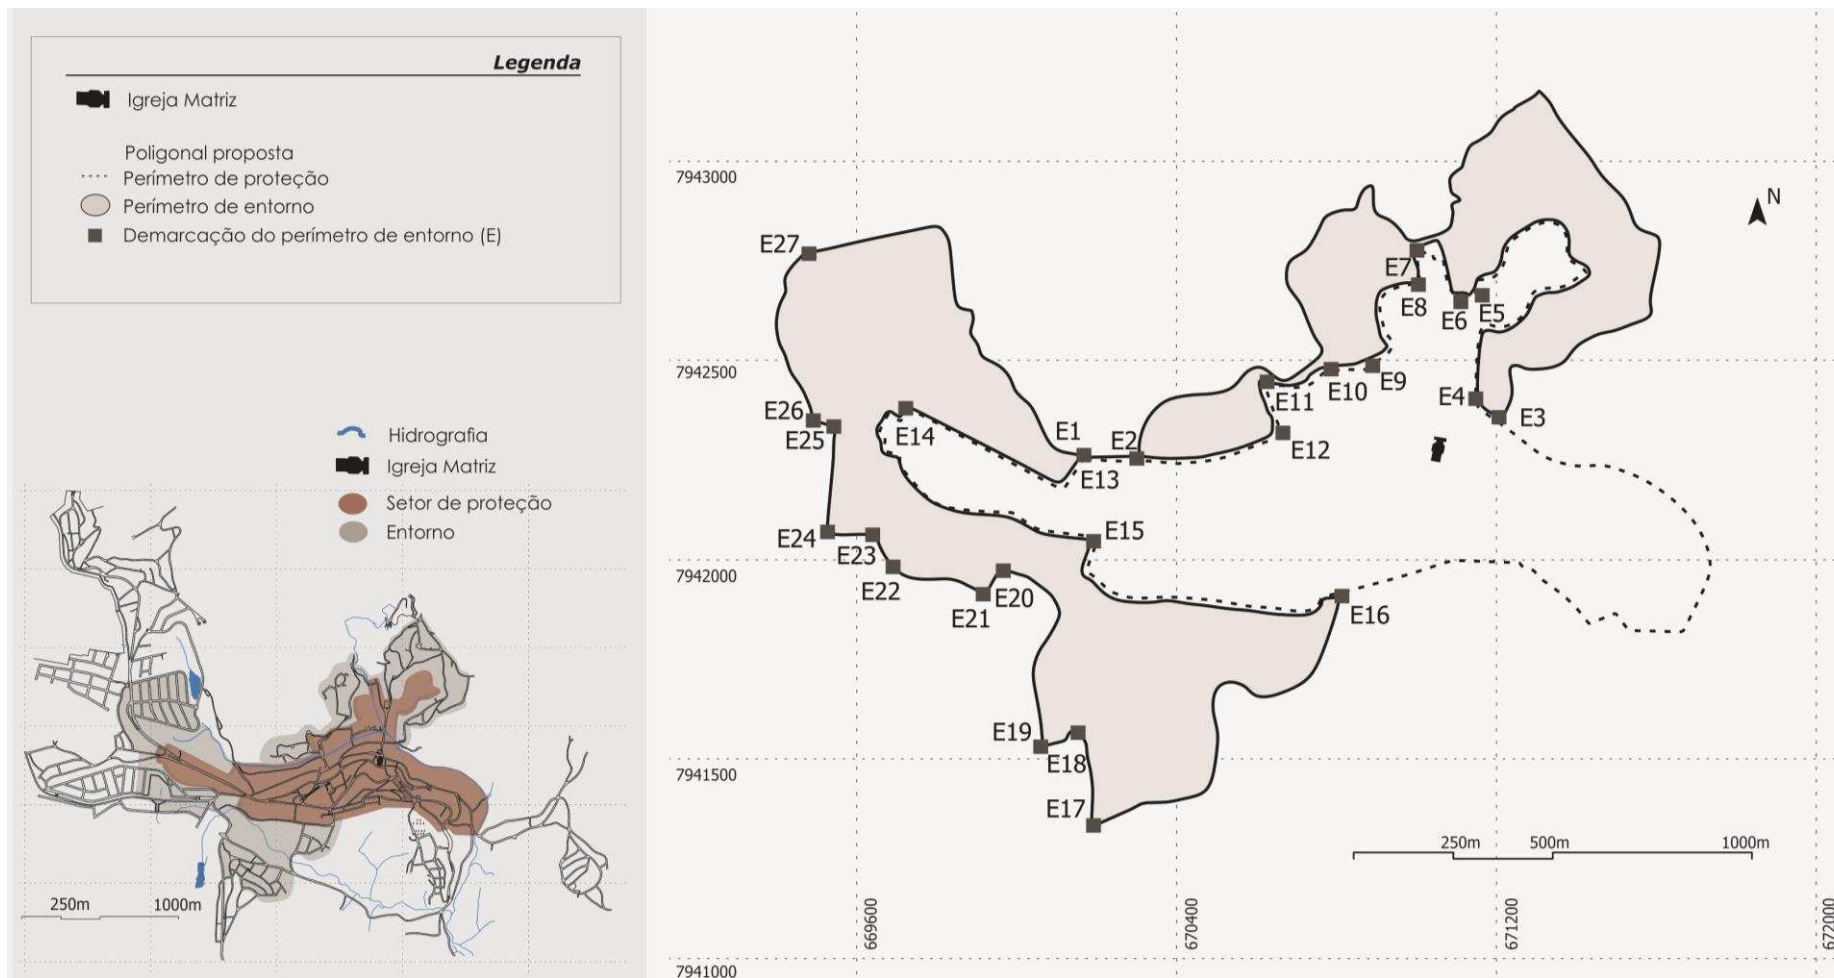 Legenda
Igreja Matriz
Poligonal proposta
Perímetro de proteção
Perímetro de entorno
Demarcação do perímetro de entorno (E)
Hidrografia
Igreja Matriz
Setor de proteção
Entorno
250m 1000m
7943000
N
E27
E7
E8
E6
E5
7942500
E26
E25
E14
E1
E2
E13
E11
E10
E9
E12
E4
E3
E24
E23
E15
7942000
E22
E21
E20
E16
E19
E18
7941500
E17
250m 500m 1000m
669600
670400
671200
672000
7941000